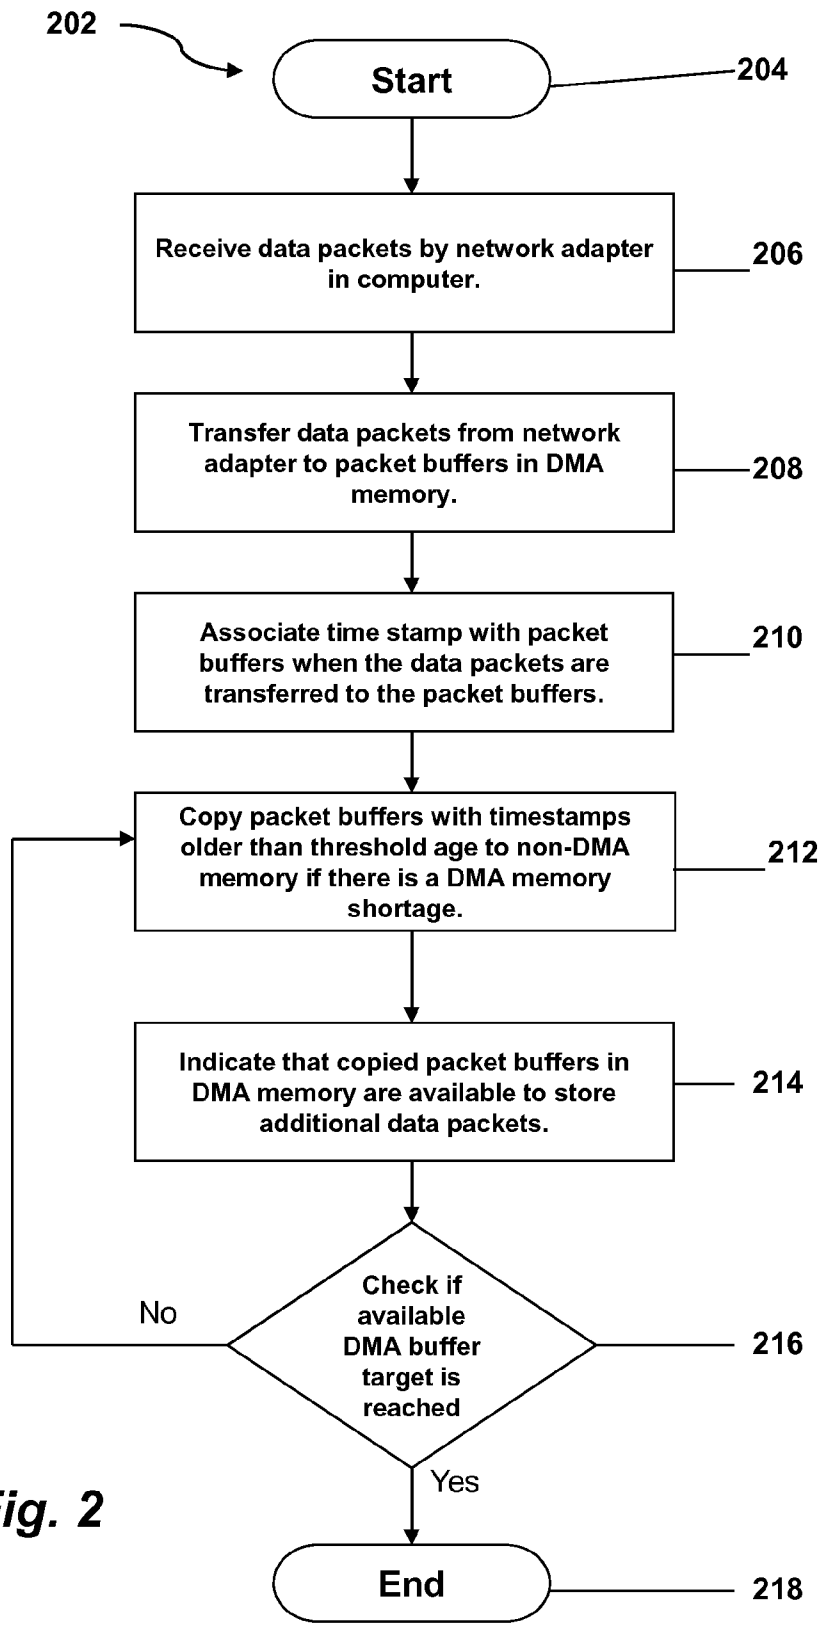 202
Start
204
Receive data packets by network adapter
in computer.
206
Transfer data packets from network
adapter to packet buffers in DMA
memory.
208
Associate time stamp with packet
buffers when the data packets are
transferred to the packet buffers.
210
Copy packet buffers with timestamps
older than threshold age to non-DMA
memory if there is a DMA memory
shortage.
212
Indicate that copied packet buffers in
DMA memory are available to store
additional data packets.
214
Check if
available
DMA buffer
target is
reached
216
No
Yes
ig. 2
End
218